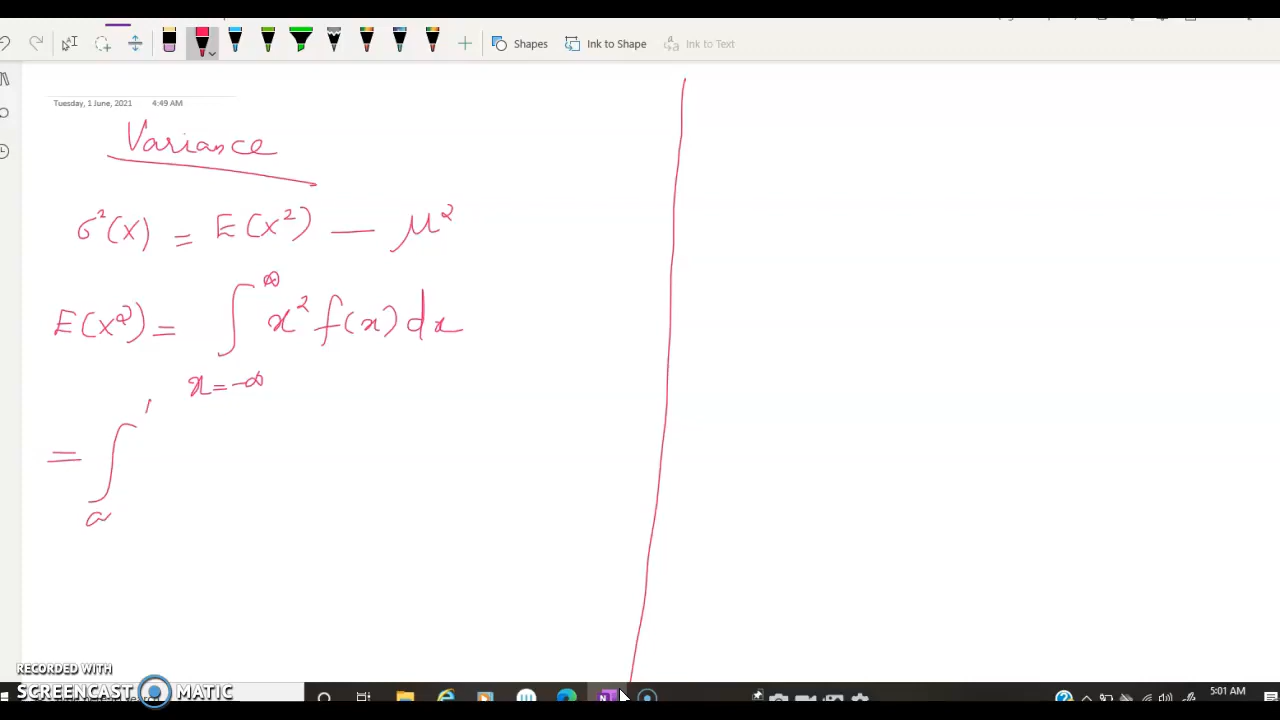 Shapes
Ink to Shape
Ink to Text
Tuesday, 1 June, 2021 4:49 AM
Variance
σ²(X) = E(X²) — μ²
E(X²) = ∫ x² f(x) dx
∞
x = -∞
= ∫
1
a
RECORDED WITH
SCREENCAST MATIC
5:01 AM